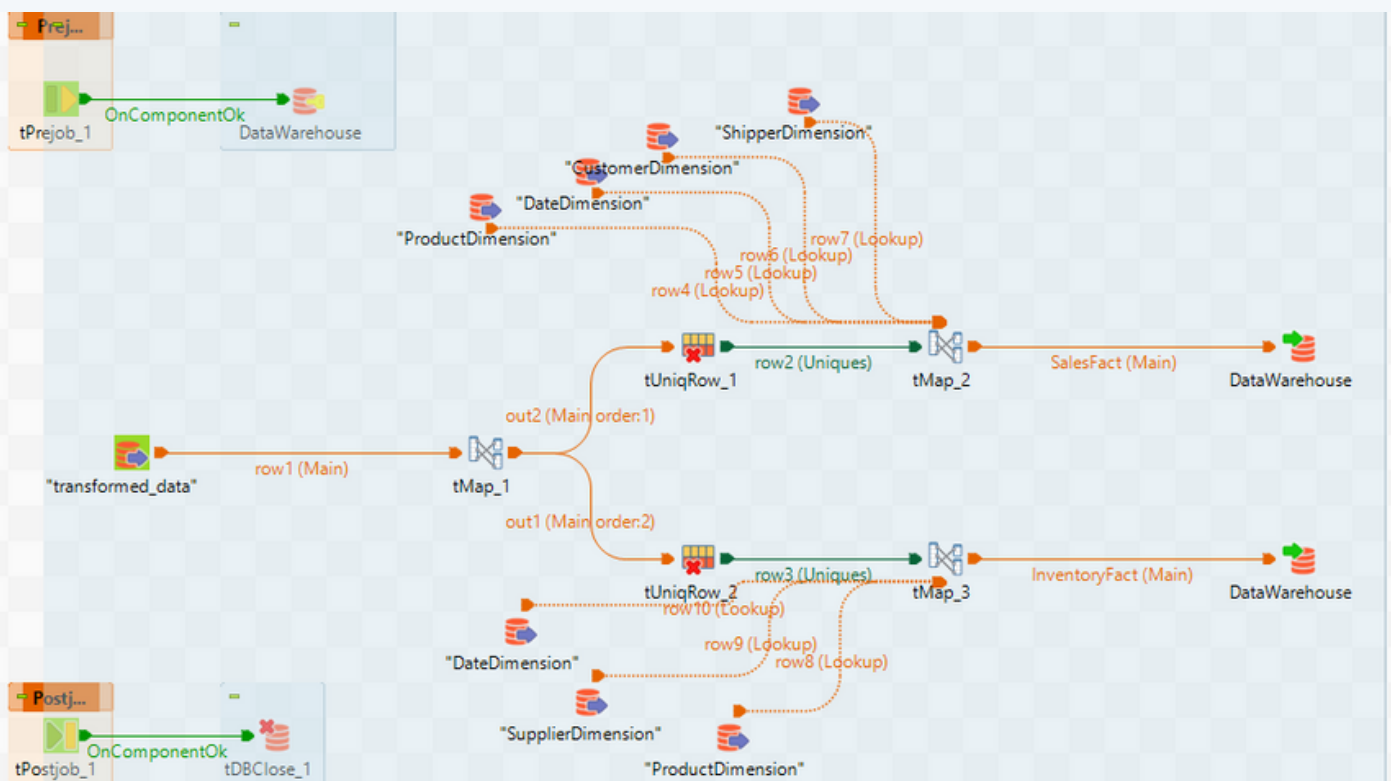 Prej...
OnComponentOk
tPrejob_1
DataWarehouse
"ShipperDimension"
"CustomerDimension"
"DateDimension"
"ProductDimension"
row7 (Lookup)
row6 (Lookup)
row5 (Lookup)
row4 (Lookup)
row2 (Uniques)
SalesFact (Main)
tUniqRow_1
tMap_2
DataWarehouse
out2 (Main order:1)
row1 (Main)
"transformed_data"
tMap_1
out1 (Main order:2)
row3 (Uniques)
InventoryFact (Main)
tUniqRow_2
tMap_3
DataWarehouse
row10 (Lookup)
row9 (Lookup)
row8 (Lookup)
"DateDimension"
"SupplierDimension"
"ProductDimension"
Postj...
OnComponentOk
tPostjob_1
tDBClose_1